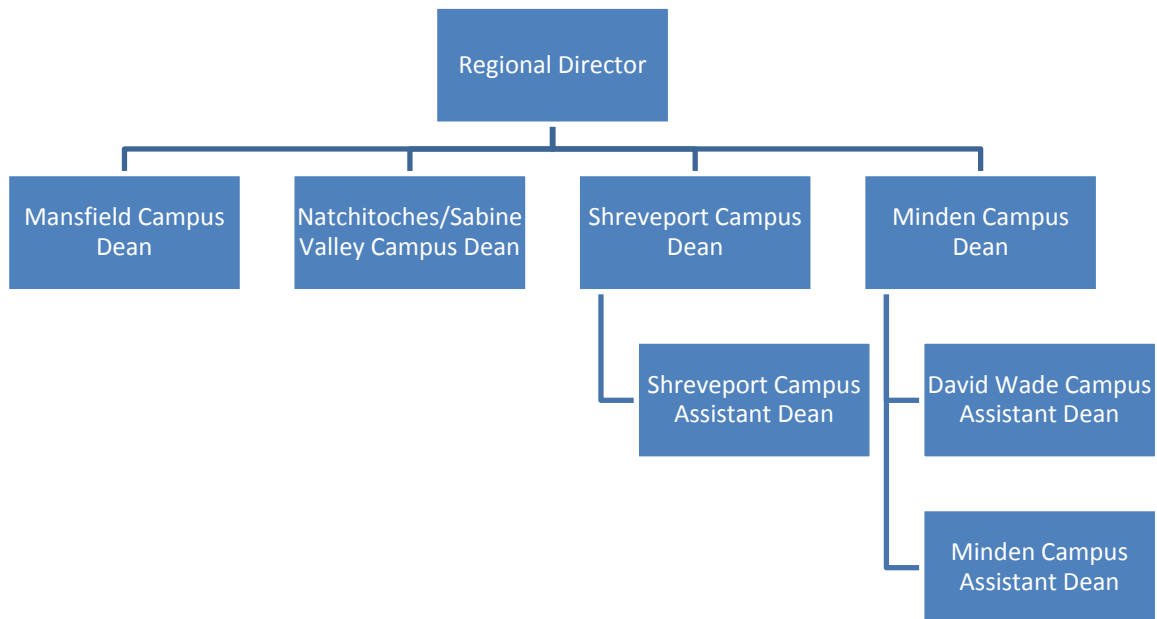 Regional Director
Mansfield Campus
Dean
Natchitoches/Sabine
Valley Campus Dean
Shreveport Campus
Dean
Minden Campus
Dean
Shreveport Campus
Assistant Dean
David Wade Campus
Assistant Dean
Minden Campus
Assistant Dean